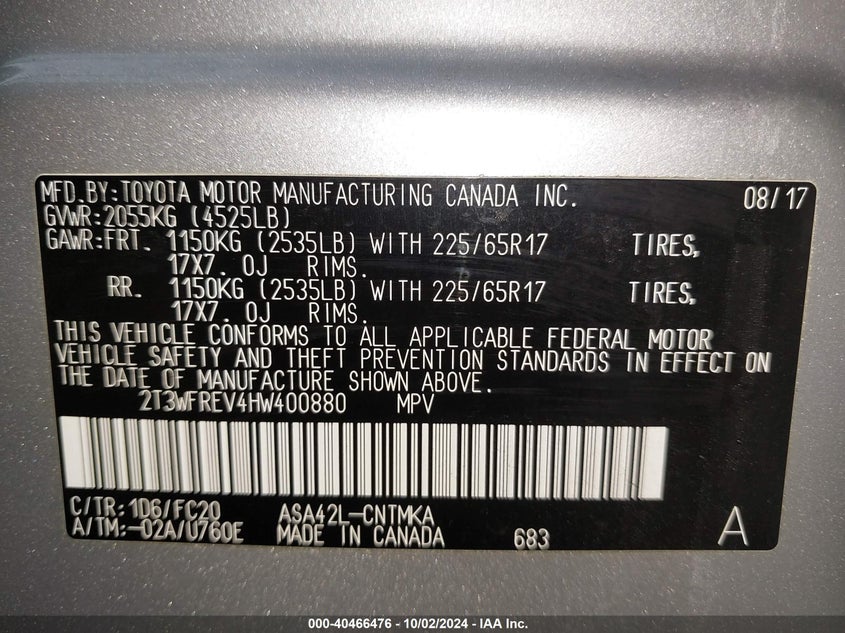 MFD.BY:TOYOTA MOTOR MANUFACTURING CANADA INC. 08/17
GVWR:2055KG (4525LB)
GAWR:FRT. 1150KG (2535LB) WITH 225/65R17 TIRES,
17X7. 0J RIMS.
RR. 1150KG (2535LB) WITH 225/65R17 TIRES,
17X7. 0J RIMS.
THIS VEHICLE CONFORMS TO ALL APPLICABLE FEDERAL MOTOR
VEHICLE SAFETY AND THEFT PREVENTION STANDARDS IN EFFECT ON
THE DATE OF MANUFACTURE SHOWN ABOVE.
2T3WFREV4HW400880 MPV
C/TR: 1D6/FC20 ASA42L-CNTMKA
A/TM:-02A/U760E MADE IN CANADA 683 A
000-40466476 - 10/02/2024 - IAA Inc.